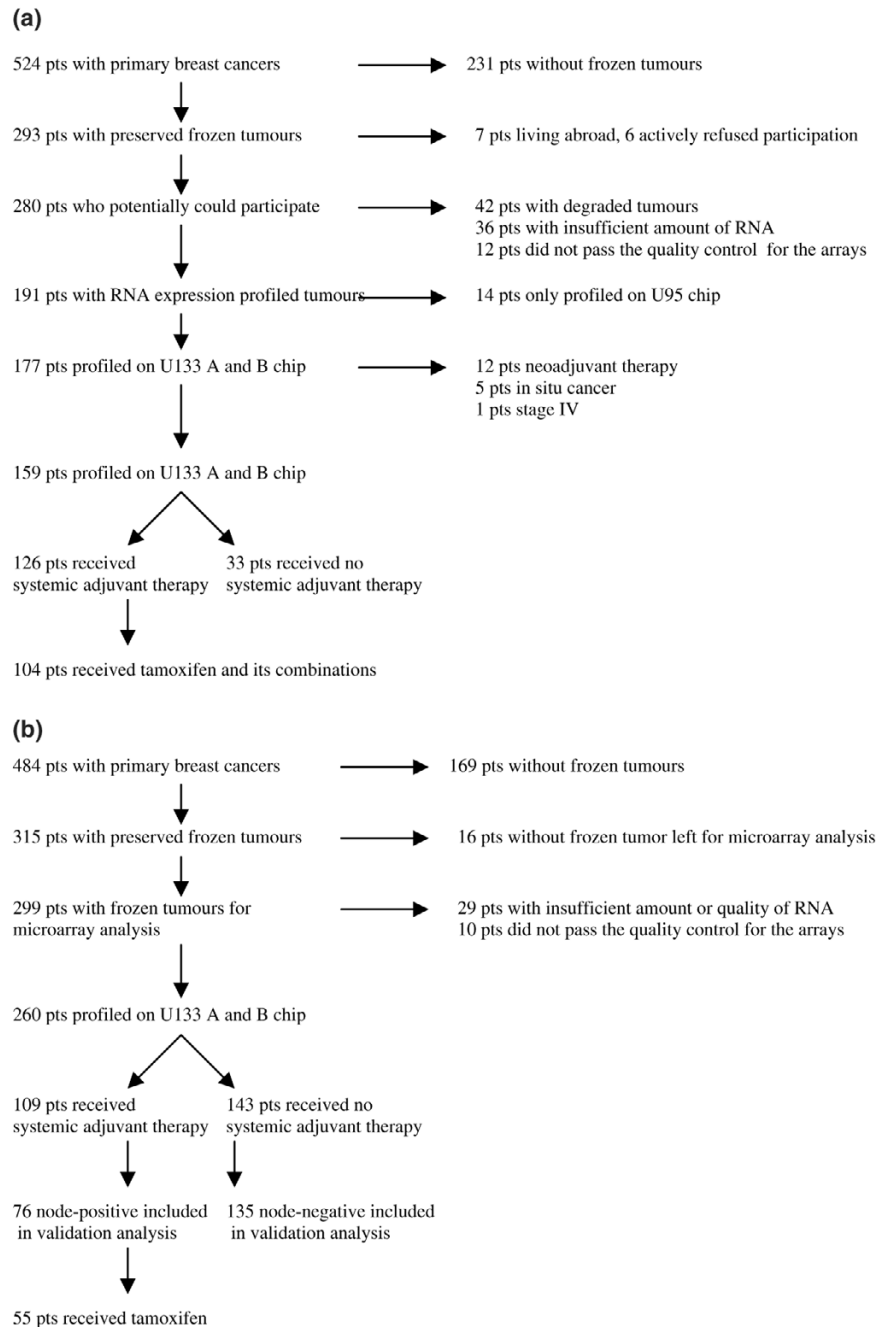 (a)
524 pts with primary breast cancers
231 pts without frozen tumours
293 pts with preserved frozen tumours
7 pts living abroad, 6 actively refused participation
280 pts who potentially could participate
42 pts with degraded tumours
36 pts with insufficient amount of RNA
12 pts did not pass the quality control for the arrays
191 pts with RNA expression profiled tumours
14 pts only profiled on U95 chip
177 pts profiled on U133 A and B chip
12 pts neoadjuvant therapy
5 pts in situ cancer
1 pts stage IV
159 pts profiled on U133 A and B chip
126 pts received
systemic adjuvant therapy
33 pts received no
systemic adjuvant therapy
104 pts received tamoxifen and its combinations
(b)
484 pts with primary breast cancers
169 pts without frozen tumours
315 pts with preserved frozen tumours
16 pts without frozen tumor left for microarray analysis
299 pts with frozen tumours for
microarray analysis
29 pts with insufficient amount or quality of RNA
10 pts did not pass the quality control for the arrays
260 pts profiled on U133 A and B chip
109 pts received
systemic adjuvant therapy
143 pts received no
systemic adjuvant therapy
76 node-positive included
in validation analysis
135 node-negative included
in validation analysis
55 pts received tamoxifen